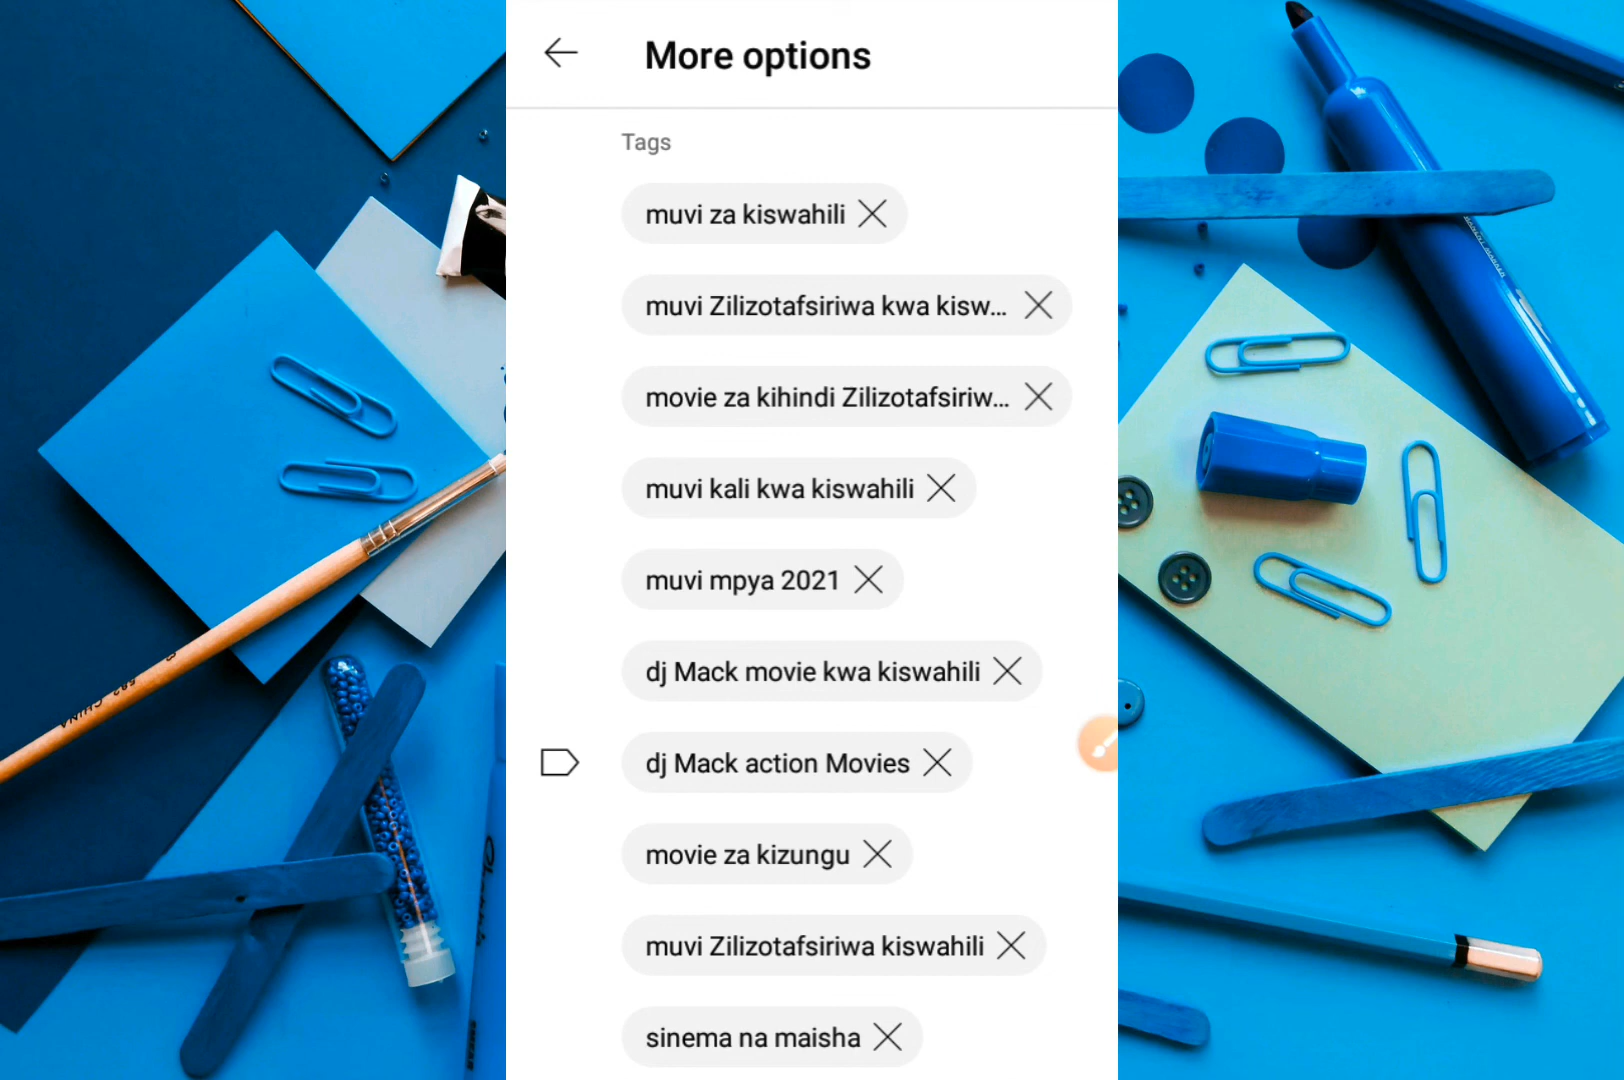 More options
Tags
muvi za kiswahili
muvi Zilizotafsiriwa kwa kisw...
movie za kihindi Zilizotafsiriw...
muvi kali kwa kiswahili
muvi mpya 2021
dj Mack movie kwa kiswahili
dj Mack action Movies
movie za kizungu
muvi Zilizotafsiriwa kiswahili
sinema na maisha
582 CHINA